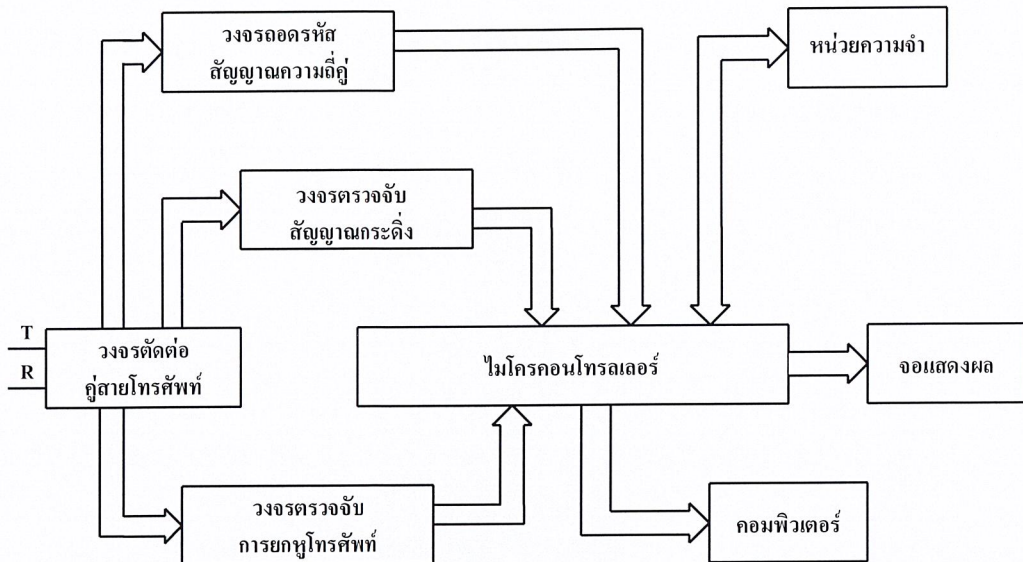 วงจรถอดรหัส
สัญญาณความถี่คู่
หน่วยความจำ
วงจรตรวจจับ
สัญญาณกระดิ่ง
T
R
วงจรตัดต่อ
คู่สายโทรศัพท์
ไมโครคอนโทรลเลอร์
จอแสดงผล
วงจรตรวจจับ
การยกหูโทรศัพท์
คอมพิวเตอร์